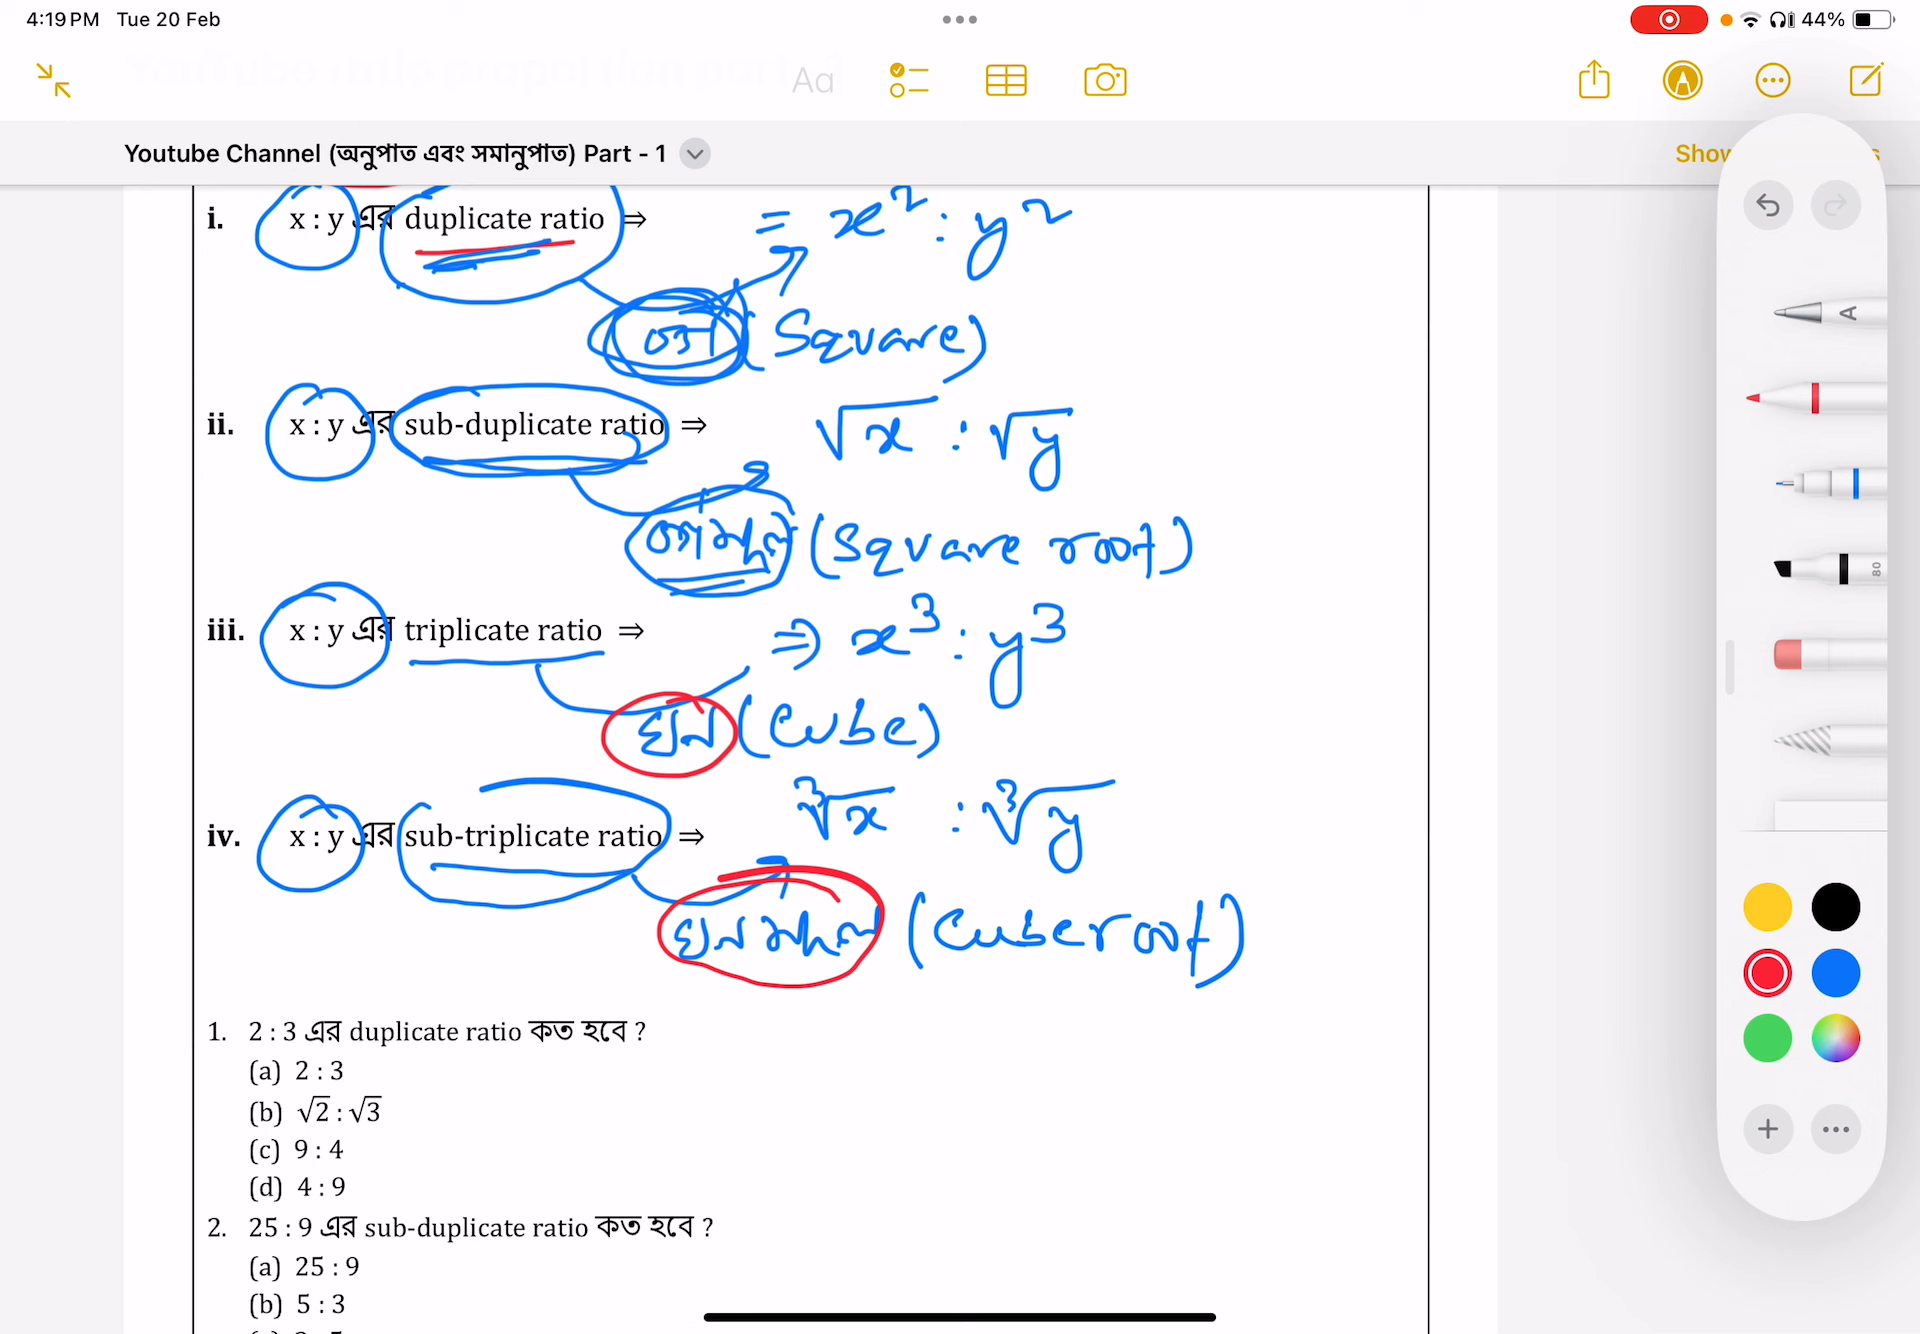 4:19 PM Tue 20 Feb
44%
Aa
Youtube Channel (অনুপাত এবং সমানুপাত) Part - 1
i. x : y এর duplicate ratio ⇒ = x² : y²
বর্গ (Square)
ii. x : y এর sub-duplicate ratio ⇒ √x : √y
বর্গমূল (Square root)
iii. x : y এর triplicate ratio ⇒ ⇒ x³ : y³
ঘন (Cube)
iv. x : y এর sub-triplicate ratio ⇒ ∛x : ∛y
ঘনমূল (Cube root)
1. 2 : 3 এর duplicate ratio কত হবে ?
(a) 2 : 3
(b) √2 : √3
(c) 9 : 4
(d) 4 : 9
2. 25 : 9 এর sub-duplicate ratio কত হবে ?
(a) 25 : 9
(b) 5 : 3
A
80